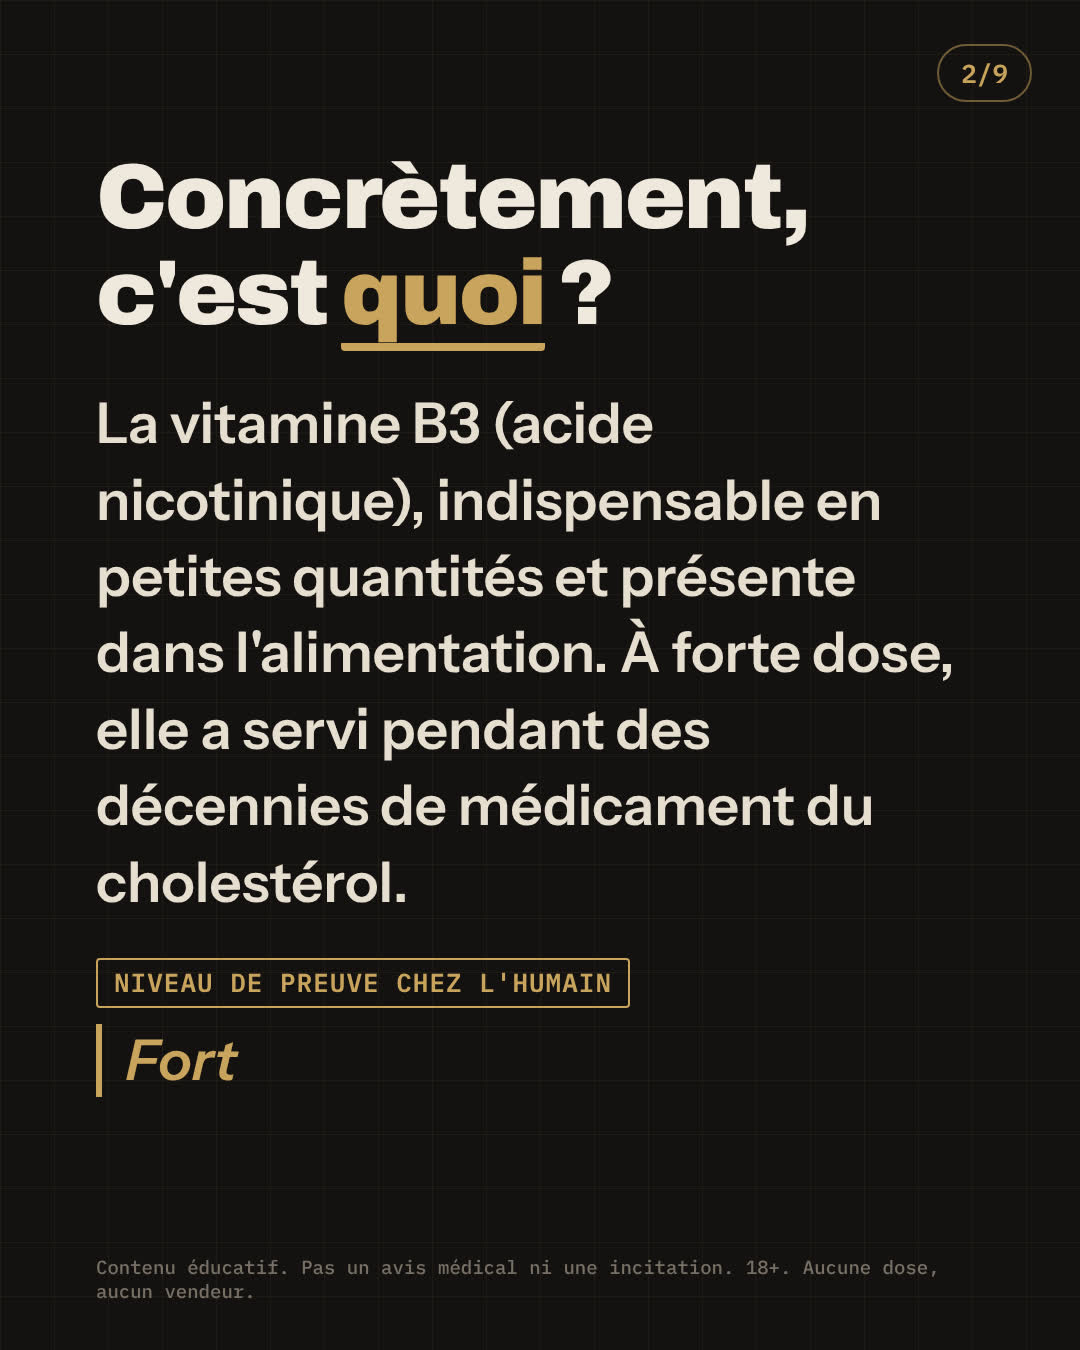 2/9
Concrètement,
c'est quoi ?
La vitamine B3 (acide
nicotinique), indispensable en
petites quantités et présente
dans l'alimentation. À forte dose,
elle a servi pendant des
décennies de médicament du
cholestérol.
NIVEAU DE PREUVE CHEZ L'HUMAIN
Fort
Contenu éducatif. Pas un avis médical ni une incitation. 18+. Aucune dose,
aucun vendeur.